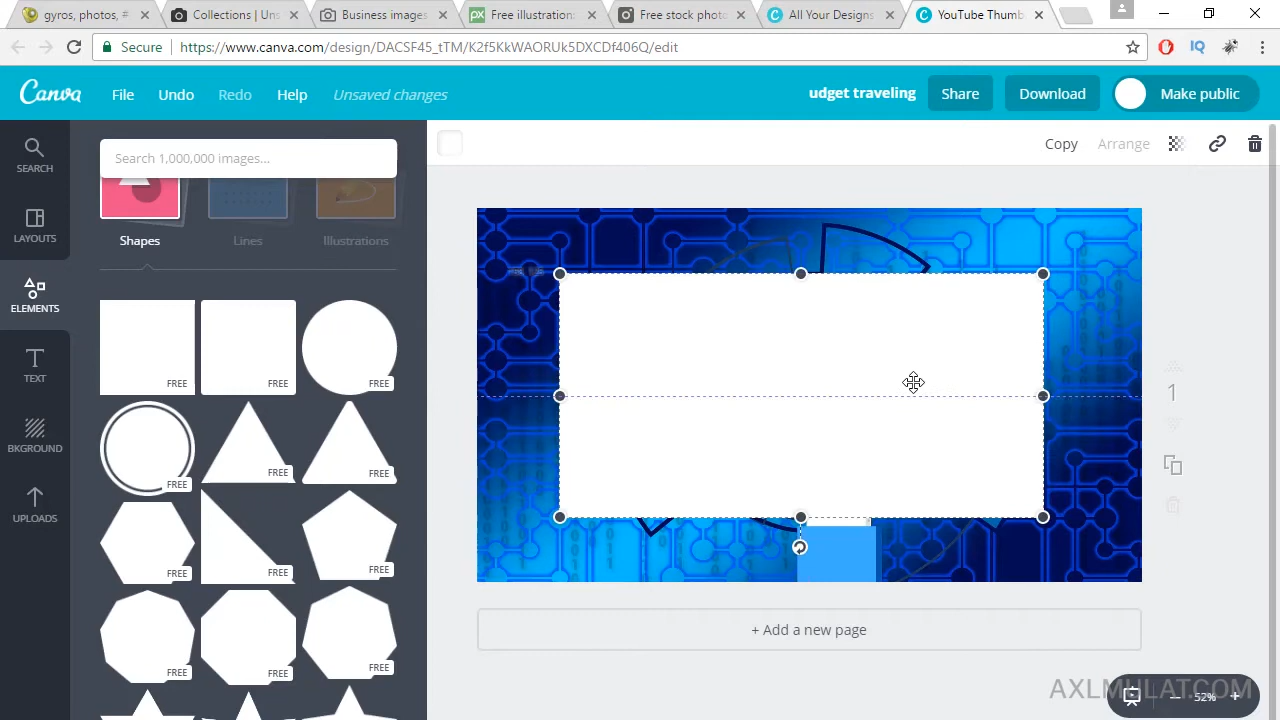 gyros, photos, #
Collections | Uns
Business images
Free illustration:
Free stock phot
All Your Designs
YouTube Thumb
Secure
https://www.canva.com/design/DACSF45_tTM/k2f5KkWAORUk5DXCDf406Q/edit
IQ
Canva
File
Undo
Redo
Help
Unsaved changes
udget traveling
Share
Download
Make public
Search 1,000,000 images...
Copy
Arrange
SEARCH
LAYOUTS
ELEMENTS
TEXT
BKGROUND
UPLOADS
Shapes
Lines
Illustrations
FREE
FREE
FREE
FREE
FREE
FREE
FREE
FREE
FREE
FREE
FREE
1
+ Add a new page
AXLMULAT.COM
52%